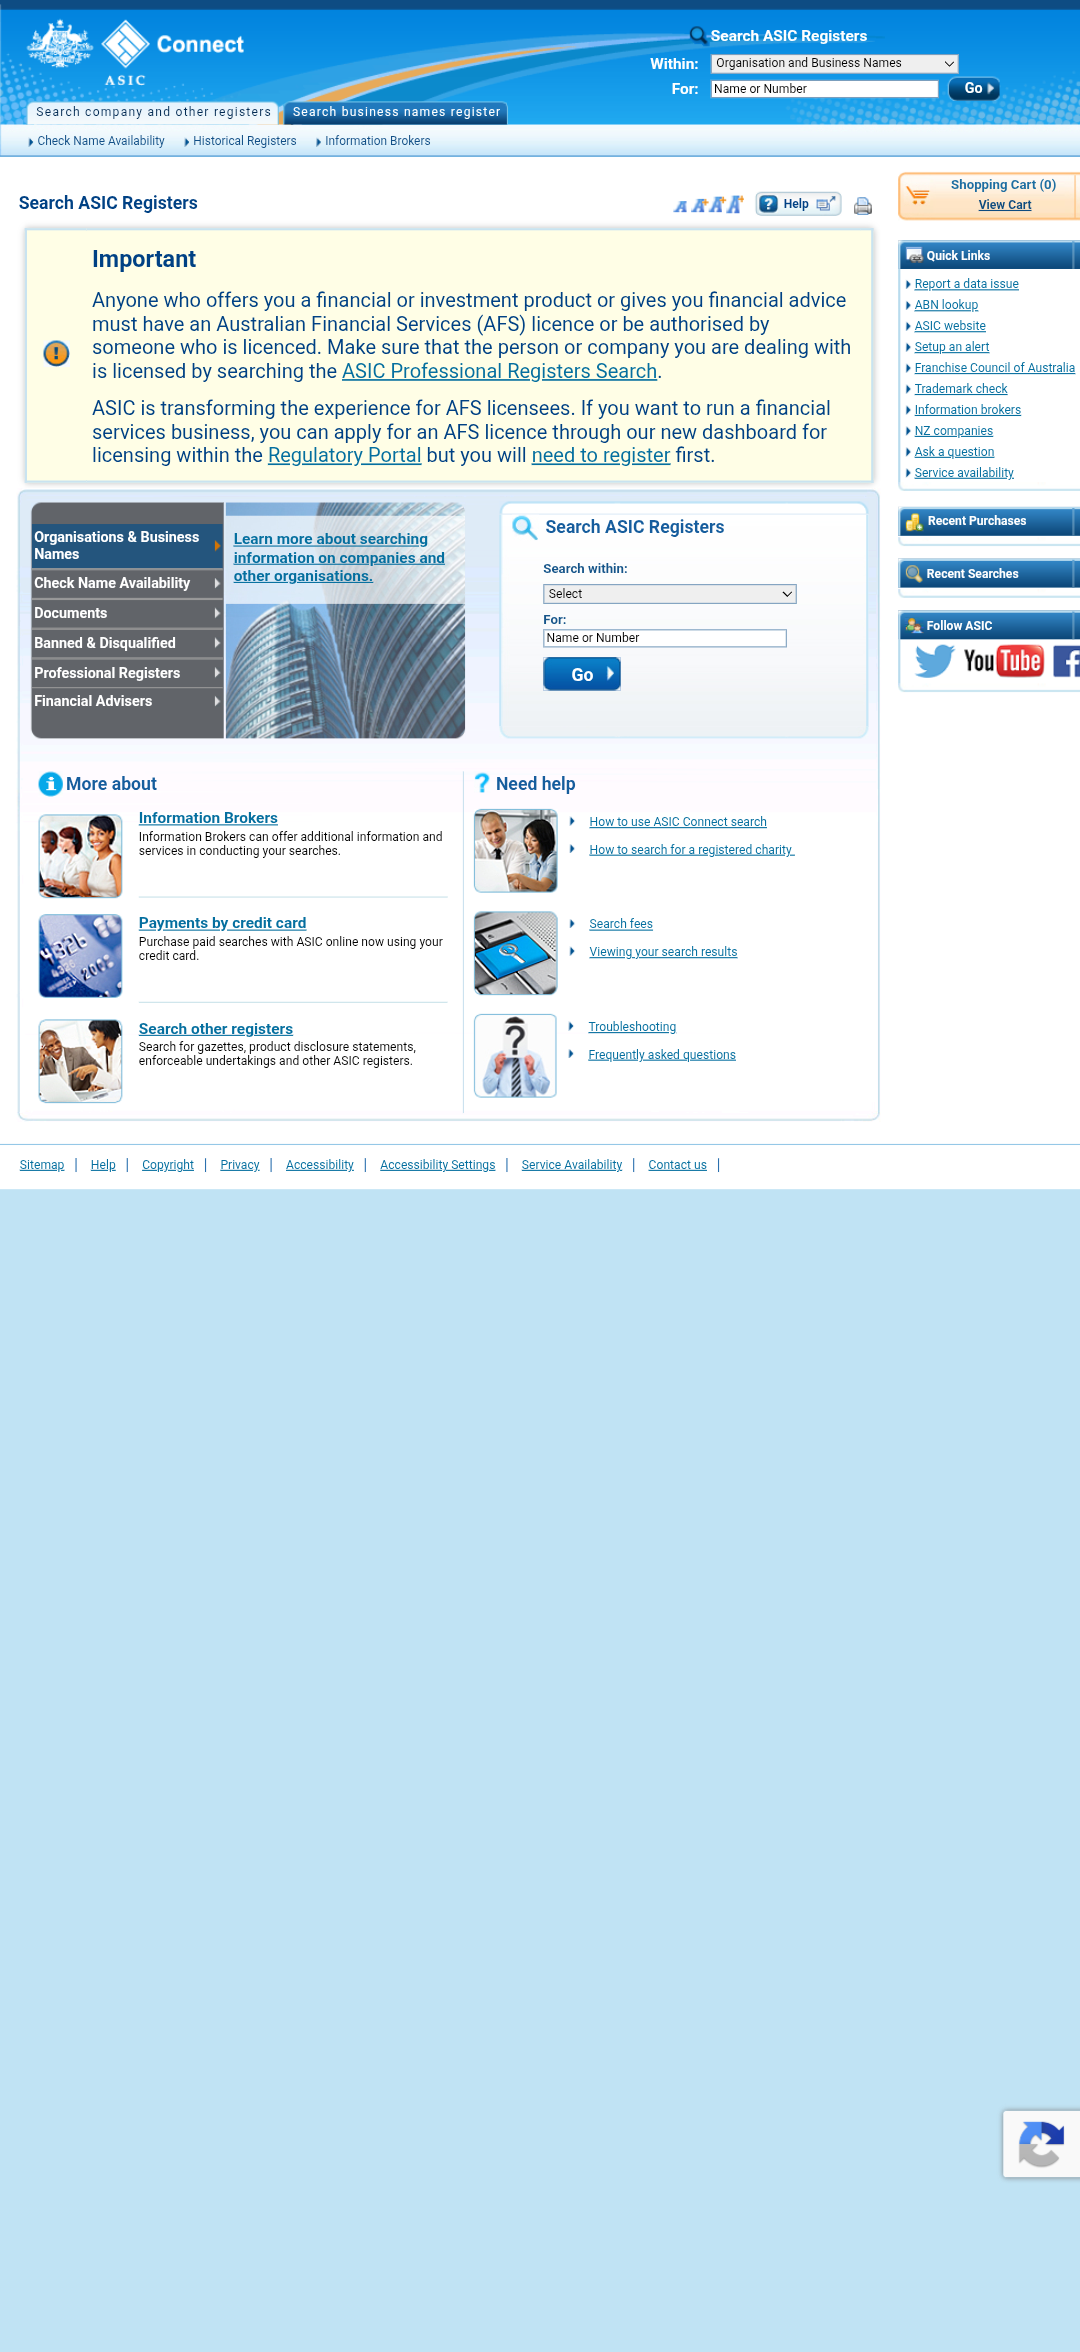 ASIC
Connect
Search ASIC Registers
Within:
Organisation and Business Names
For:
Name or Number
Go
Search company and other registers
Search business names register
Check Name Availability
Historical Registers
Information Brokers
Search ASIC Registers
A A+ A+ A+
Help
Shopping Cart (0)
View Cart
Important
Anyone who offers you a financial or investment product or gives you financial advice
must have an Australian Financial Services (AFS) licence or be authorised by
someone who is licenced. Make sure that the person or company you are dealing with
is licensed by searching the ASIC Professional Registers Search.
ASIC is transforming the experience for AFS licensees. If you want to run a financial
services business, you can apply for an AFS licence through our new dashboard for
licensing within the Regulatory Portal but you will need to register first.
Quick Links
Report a data issue
ABN lookup
ASIC website
Setup an alert
Franchise Council of Australia
Trademark check
Information brokers
NZ companies
Ask a question
Service availability
Recent Purchases
Recent Searches
Follow ASIC
You Tube
Organisations & Business
Names
Check Name Availability
Documents
Banned & Disqualified
Professional Registers
Financial Advisers
Learn more about searching
information on companies and
other organisations.
Search ASIC Registers
Search within:
Select
For:
Name or Number
Go
More about
Information Brokers
Information Brokers can offer additional information and
services in conducting your searches.
Payments by credit card
Purchase paid searches with ASIC online now using your
credit card.
Search other registers
Search for gazettes, product disclosure statements,
enforceable undertakings and other ASIC registers.
Need help
How to use ASIC Connect search
How to search for a registered charity
Search fees
Viewing your search results
Troubleshooting
Frequently asked questions
Sitemap | Help | Copyright | Privacy | Accessibility | Accessibility Settings | Service Availability | Contact us |